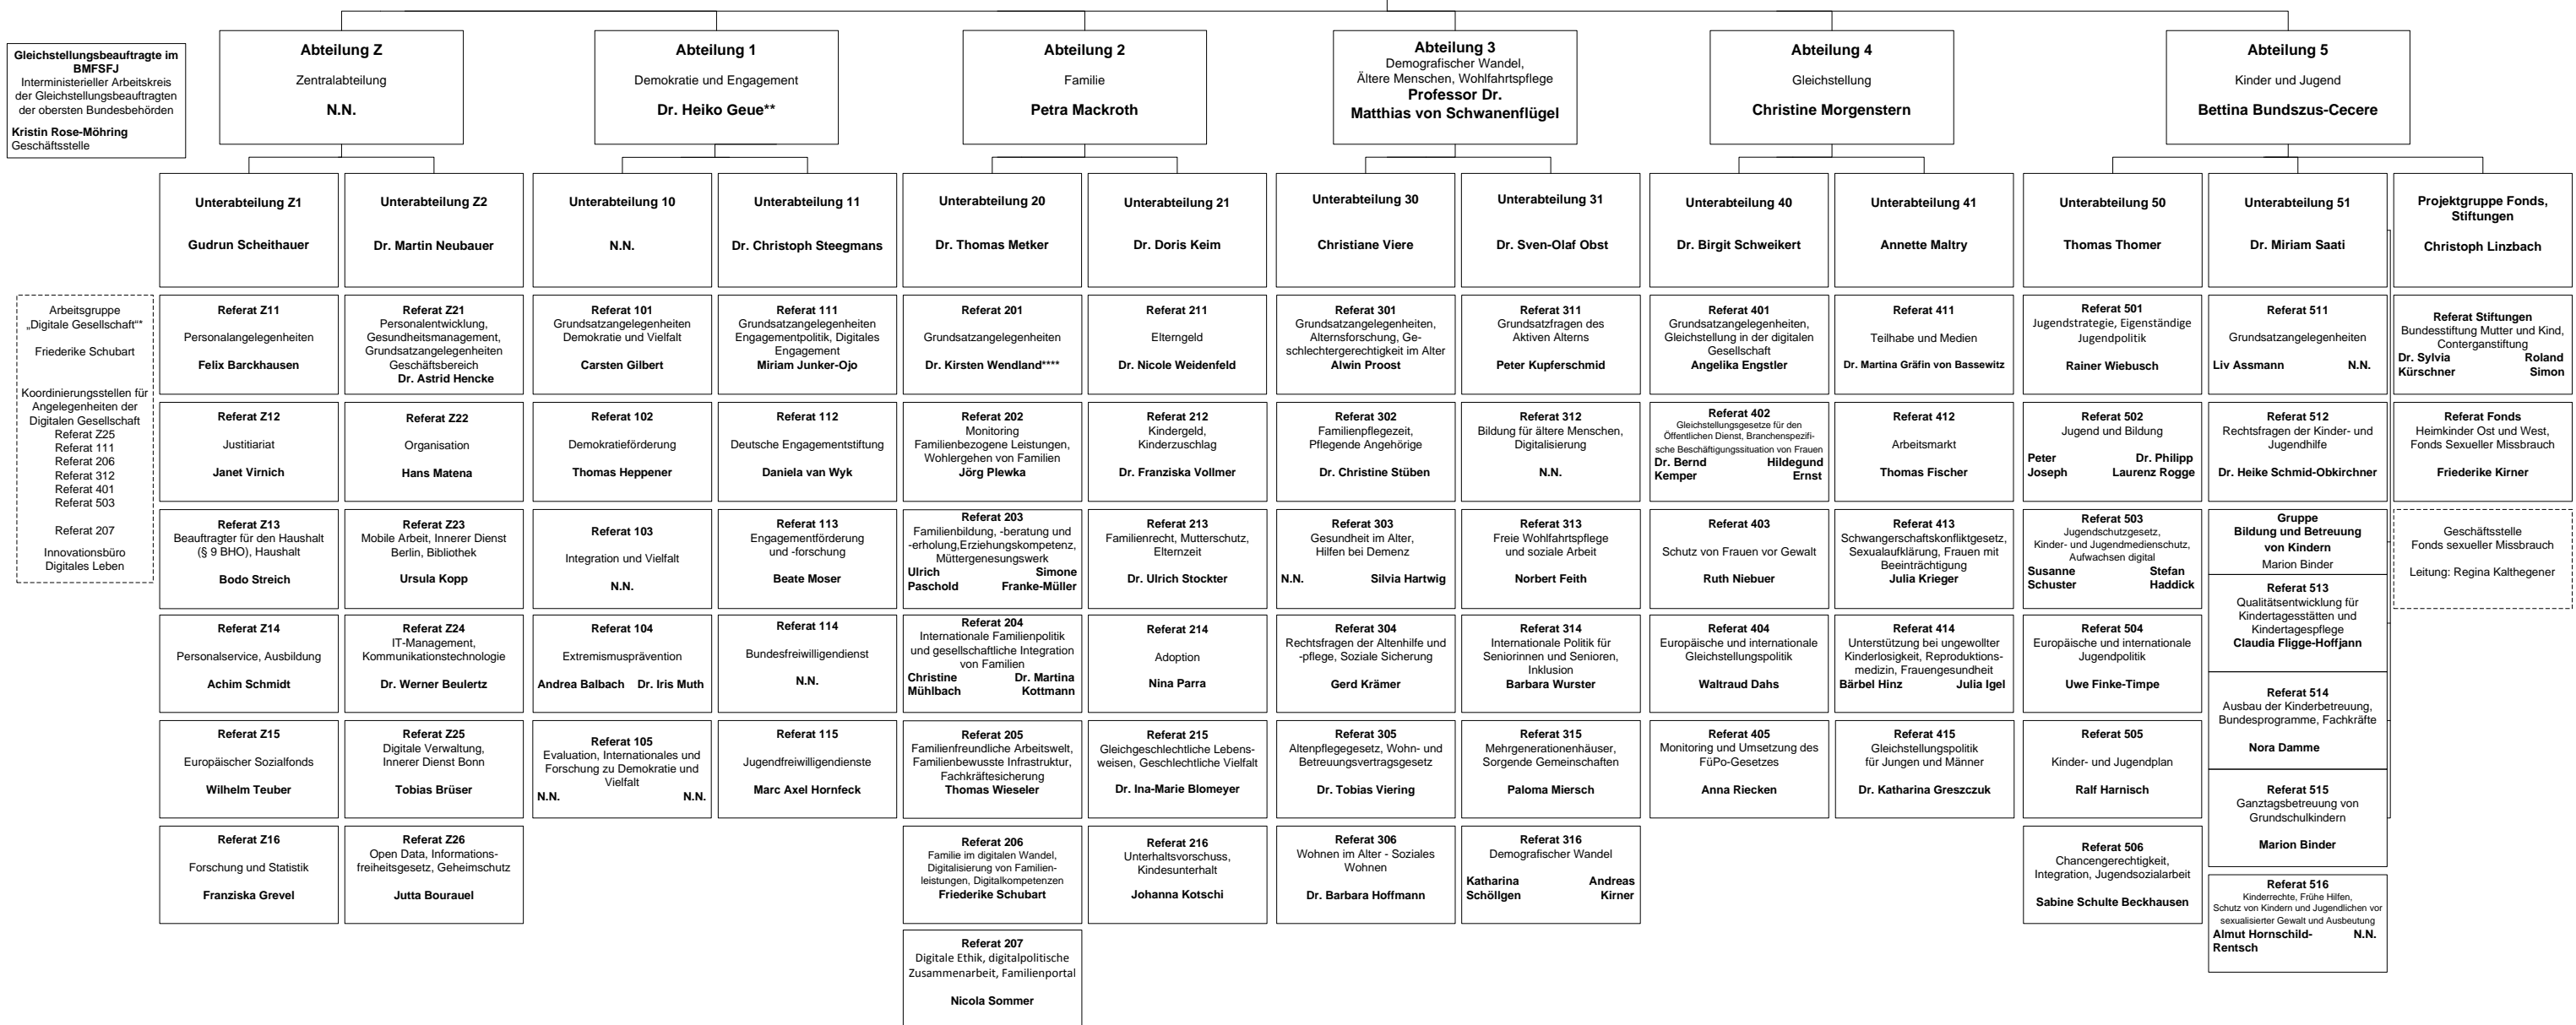 Gleichstellungsbeauftragte im
BMFSFJ
Interministerieller Arbeitskreis
der Gleichstellungsbeauftragten
der obersten Bundesbehörden
Kristin Rose-Möhring
Geschäftsstelle
Abteilung Z
Zentralabteilung
N.N.
Abteilung 1
Demokratie und Engagement
Dr. Heiko Geue**
Abteilung 2
Familie
Petra Mackroth
Abteilung 3
Demografischer Wandel,
Ältere Menschen, Wohlfahrtspflege
Professor Dr.
Matthias von Schwanenflügel
Abteilung 4
Gleichstellung
Christine Morgenstern
Abteilung 5
Kinder und Jugend
Bettina Bundszus-Cecere
Unterabteilung Z1
Gudrun Scheithauer
Unterabteilung Z2
Dr. Martin Neubauer
Unterabteilung 10
N.N.
Unterabteilung 11
Dr. Christoph Steegmans
Unterabteilung 20
Dr. Thomas Metker
Unterabteilung 21
Dr. Doris Keim
Unterabteilung 30
Christiane Viere
Unterabteilung 31
Dr. Sven-Olaf Obst
Unterabteilung 40
Dr. Birgit Schweikert
Unterabteilung 41
Annette Maltry
Unterabteilung 50
Thomas Thomer
Unterabteilung 51
Dr. Miriam Saati
Projektgruppe Fonds,
Stiftungen
Christoph Linzbach
Arbeitsgruppe
„Digitale Gesellschaft“*
Friederike Schubart
Koordinierungsstellen für
Angelegenheiten der
Digitalen Gesellschaft
Referat Z25
Referat 111
Referat 206
Referat 312
Referat 401
Referat 503
Referat 207
Innovationsbüro
Digitales Leben
Referat Z11
Personalangelegenheiten
Felix Barckhausen
Referat Z21
Personalentwicklung,
Gesundheitsmanagement,
Grundsatzangelegenheiten
Geschäftsbereich
Dr. Astrid Hencke
Referat 101
Grundsatzangelegenheiten
Demokratie und Vielfalt
Carsten Gilbert
Referat 111
Grundsatzangelegenheiten
Engagementpolitik, Digitales
Engagement
Miriam Junker-Ojo
Referat 201
Grundsatzangelegenheiten
Dr. Kirsten Wendland****
Referat 211
Elterngeld
Dr. Nicole Weidenfeld
Referat 301
Grundsatzangelegenheiten,
Alternsforschung, Ge-
schlechtergerechtigkeit im Alter
Alwin Proost
Referat 311
Grundsatzfragen des
Aktiven Alterns
Peter Kupferschmid
Referat 401
Grundsatzangelegenheiten,
Gleichstellung in der digitalen
Gesellschaft
Angelika Engstler
Referat 411
Teilhabe und Medien
Dr. Martina Gräfin von Bassewitz
Referat 501
Jugendstrategie, Eigenständige
Jugendpolitik
Rainer Wiebusch
Referat 511
Grundsatzangelegenheiten
Liv Assmann N.N.
Referat Stiftungen
Bundesstiftung Mutter und Kind,
Conterganstiftung
Dr. Sylvia Roland
Kürschner Simon
Referat Z12
Justitiariat
Janet Virnich
Referat Z22
Organisation
Hans Matena
Referat 102
Demokratieförderung
Thomas Heppener
Referat 112
Deutsche Engagementstiftung
Daniela van Wyk
Referat 202
Monitoring
Familienbezogene Leistungen,
Wohlergehen von Familien
Jörg Plewka
Referat 212
Kindergeld,
Kinderzuschlag
Dr. Franziska Vollmer
Referat 302
Familienpflegezeit,
Pflegende Angehörige
Dr. Christine Stüben
Referat 312
Bildung für ältere Menschen,
Digitalisierung
N.N.
Referat 402
Gleichstellungsgesetze für den
Öffentlichen Dienst, Branchenspezifi-
sche Beschäftigungssituation von Frauen
Dr. Bernd Hildegund
Kemper Ernst
Referat 412
Arbeitsmarkt
Thomas Fischer
Referat 502
Jugend und Bildung
Peter Dr. Philipp
Joseph Laurenz Rogge
Referat 512
Rechtsfragen der Kinder- und
Jugendhilfe
Dr. Heike Schmid-Obkirchner
Referat Fonds
Heimkinder Ost und West,
Fonds Sexueller Missbrauch
Friederike Kirner
Referat Z13
Beauftragter für den Haushalt
(§ 9 BHO), Haushalt
Bodo Streich
Referat Z23
Mobile Arbeit, Innerer Dienst
Berlin, Bibliothek
Ursula Kopp
Referat 103
Integration und Vielfalt
N.N.
Referat 113
Engagementförderung
und -forschung
Beate Moser
Referat 203
Familienbildung, -beratung und
-erholung,Erziehungskompetenz,
Müttergenesungswerk
Ulrich Simone
Paschold Franke-Müller
Referat 213
Familienrecht, Mutterschutz,
Elternzeit
Dr. Ulrich Stockter
Referat 303
Gesundheit im Alter,
Hilfen bei Demenz
N.N. Silvia Hartwig
Referat 313
Freie Wohlfahrtspflege
und soziale Arbeit
Norbert Feith
Referat 403
Schutz von Frauen vor Gewalt
Ruth Niebuer
Referat 413
Schwangerschaftskonfliktgesetz,
Sexualaufklärung, Frauen mit
Beeinträchtigung
Julia Krieger
Referat 503
Jugendschutzgesetz,
Kinder- und Jugendmedienschutz,
Aufwachsen digital
Susanne Stefan
Schuster Haddick
Gruppe
Bildung und Betreuung
von Kindern
Marion Binder
Geschäftsstelle
Fonds sexueller Missbrauch
Leitung: Regina Kalthegener
Referat 513
Qualitätsentwicklung für
Kindertagesstätten und
Kindertagespflege
Claudia Fligge-Hoffjann
Referat Z14
Personalservice, Ausbildung
Achim Schmidt
Referat Z24
IT-Management,
Kommunikationstechnologie
Dr. Werner Beulertz
Referat 104
Extremismusprävention
Andrea Balbach Dr. Iris Muth
Referat 114
Bundesfreiwilligendienst
N.N.
Referat 204
Internationale Familienpolitik
und gesellschaftliche Integration
von Familien
Christine Dr. Martina
Mühlbach Kottmann
Referat 214
Adoption
Nina Parra
Referat 304
Rechtsfragen der Altenhilfe und
-pflege, Soziale Sicherung
Gerd Krämer
Referat 314
Internationale Politik für
Seniorinnen und Senioren,
Inklusion
Barbara Wurster
Referat 404
Europäische und internationale
Gleichstellungspolitik
Waltraud Dahs
Referat 414
Unterstützung bei ungewollter
Kinderlosigkeit, Reproduktions-
medizin, Frauengesundheit
Bärbel Hinz Julia Igel
Referat 504
Europäische und internationale
Jugendpolitik
Uwe Finke-Timpe
Referat 514
Ausbau der Kinderbetreuung,
Bundesprogramme, Fachkräfte
Nora Damme
Referat Z15
Europäischer Sozialfonds
Wilhelm Teuber
Referat Z25
Digitale Verwaltung,
Innerer Dienst Bonn
Tobias Brüser
Referat 105
Evaluation, Internationales und
Forschung zu Demokratie und
Vielfalt
N.N. N.N.
Referat 115
Jugendfreiwilligendienste
Marc Axel Hornfeck
Referat 205
Familienfreundliche Arbeitswelt,
Familienbewusste Infrastruktur,
Fachkräftesicherung
Thomas Wieseler
Referat 215
Gleichgeschlechtliche Lebens-
weisen, Geschlechtliche Vielfalt
Dr. Ina-Marie Blomeyer
Referat 305
Altenpflegegesetz, Wohn- und
Betreuungsvertragsgesetz
Dr. Tobias Viering
Referat 315
Mehrgenerationenhäuser,
Sorgende Gemeinschaften
Paloma Miersch
Referat 405
Monitoring und Umsetzung des
FüPo-Gesetzes
Anna Riecken
Referat 415
Gleichstellungspolitik
für Jungen und Männer
Dr. Katharina Greszczuk
Referat 505
Kinder- und Jugendplan
Ralf Harnisch
Referat 515
Ganztagsbetreuung von
Grundschulkindern
Marion Binder
Referat Z16
Forschung und Statistik
Franziska Grevel
Referat Z26
Open Data, Informations-
freiheitsgesetz, Geheimschutz
Jutta Bourauel
Referat 206
Familie im digitalen Wandel,
Digitalisierung von Familien-
leistungen, Digitalkompetenzen
Friederike Schubart
Referat 216
Unterhaltsvorschuss,
Kindesunterhalt
Johanna Kotschi
Referat 306
Wohnen im Alter - Soziales
Wohnen
Dr. Barbara Hoffmann
Referat 316
Demografischer Wandel
Katharina Andreas
Schöllgen Kirner
Referat 506
Chancengerechtigkeit,
Integration, Jugendsozialarbeit
Sabine Schulte Beckhausen
Referat 516
Kinderrechte, Frühe Hilfen,
Schutz von Kindern und Jugendlichen vor
sexualisierter Gewalt und Ausbeutung
Almut Hornschild- N.N.
Rentsch
Referat 207
Digitale Ethik, digitalpolitische
Zusammenarbeit, Familienportal
Nicola Sommer